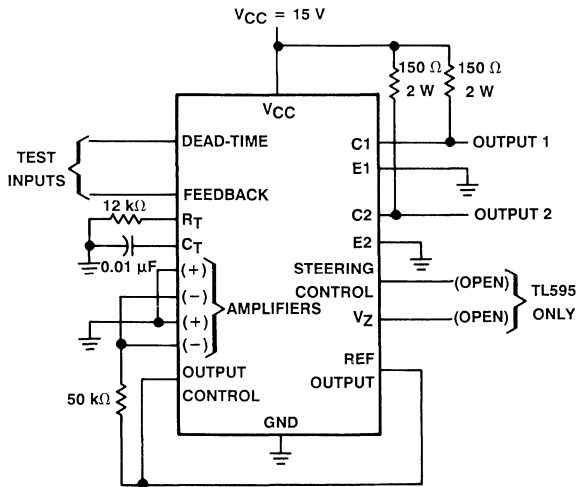 VCC = 15 V
150 Ω 150 Ω
2 W 2 W
VCC
DEAD-TIME
TEST
INPUTS
FEEDBACK
12 kΩ
RT
CT
0.01 μF
(+)
(−)
(+)
(−)
AMPLIFIERS
OUTPUT
CONTROL
50 kΩ
GND
C1
OUTPUT 1
E1
C2
OUTPUT 2
E2
STEERING
CONTROL
(OPEN)
VZ
(OPEN)
TL595
ONLY
REF
OUTPUT